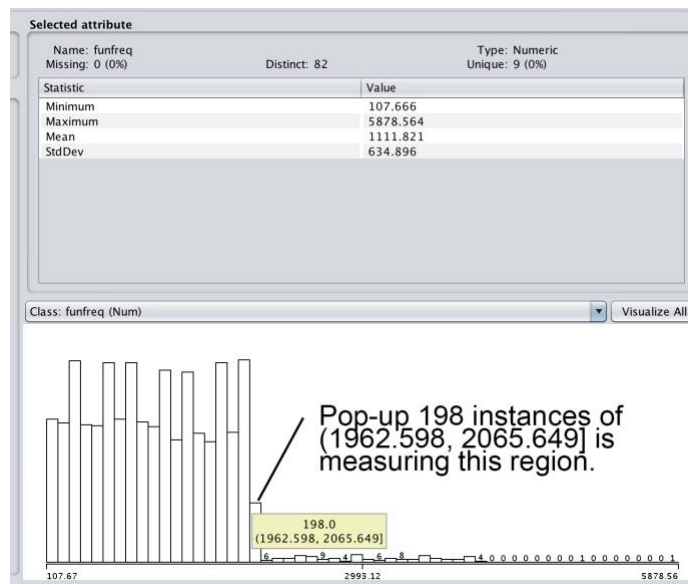 Selected attribute
Name: funfreq
Type: Numeric
Missing: 0 (0%)
Distinct: 82
Unique: 9 (0%)
Statistic Value
Minimum 107.666
Maximum 5878.564
Mean 1111.821
StdDev 634.896
Class: funfreq (Num)
Visualize All
Pop-up 198 instances of
(1962.598, 2065.649] is
measuring this region.
198.0
(1962.598, 2065.649]
6 9 4 6 8 4 0 0 0 0 0 0 0 0 1 0 0 0 0 0 0 0 1
107.67 2993.12 5878.56